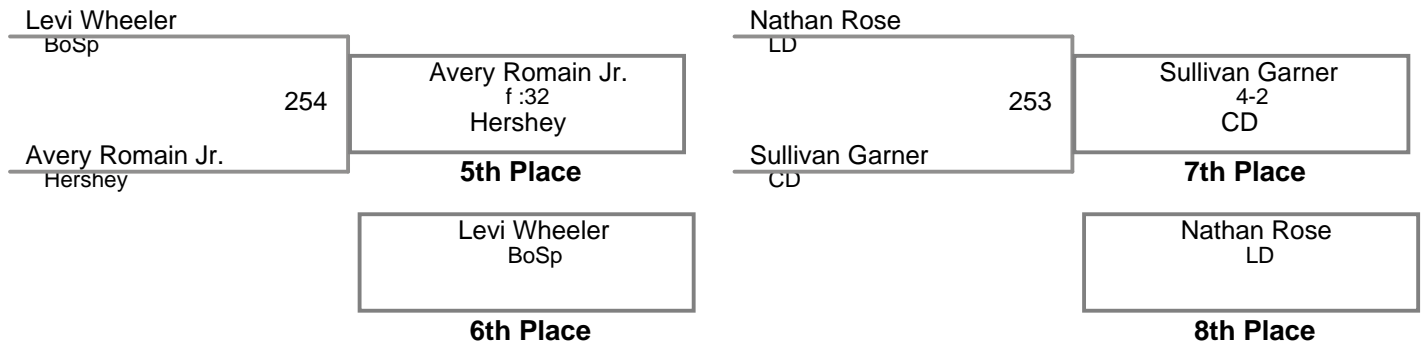 Levi Wheeler
BoSp
254
Avery Romain Jr.
Hershey
Avery Romain Jr.
f :32
Hershey
5th Place
Levi Wheeler
BoSp
6th Place
Nathan Rose
LD
253
Sullivan Garner
CD
Sullivan Garner
4-2
CD
7th Place
Nathan Rose
LD
8th Place